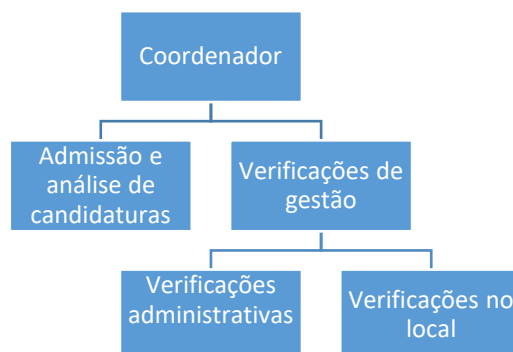 Coordenador
Admissão e
análise de
candidaturas
Verificações de
gestão
Verificações
administrativas
Verificações no
local